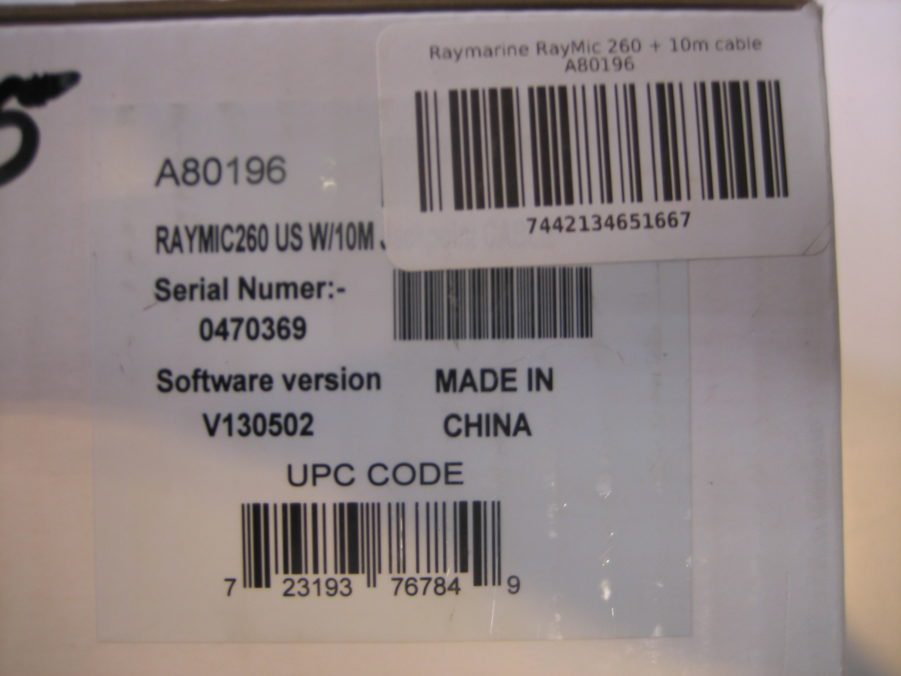 Raymarine RayMic 260 + 10m cable
A80196
7442134651667
A80196
RAYMIC260 US W/10M
Serial Numer:-
0470369
Software version
V130502
MADE IN
CHINA
UPC CODE
7 23193 76784 9